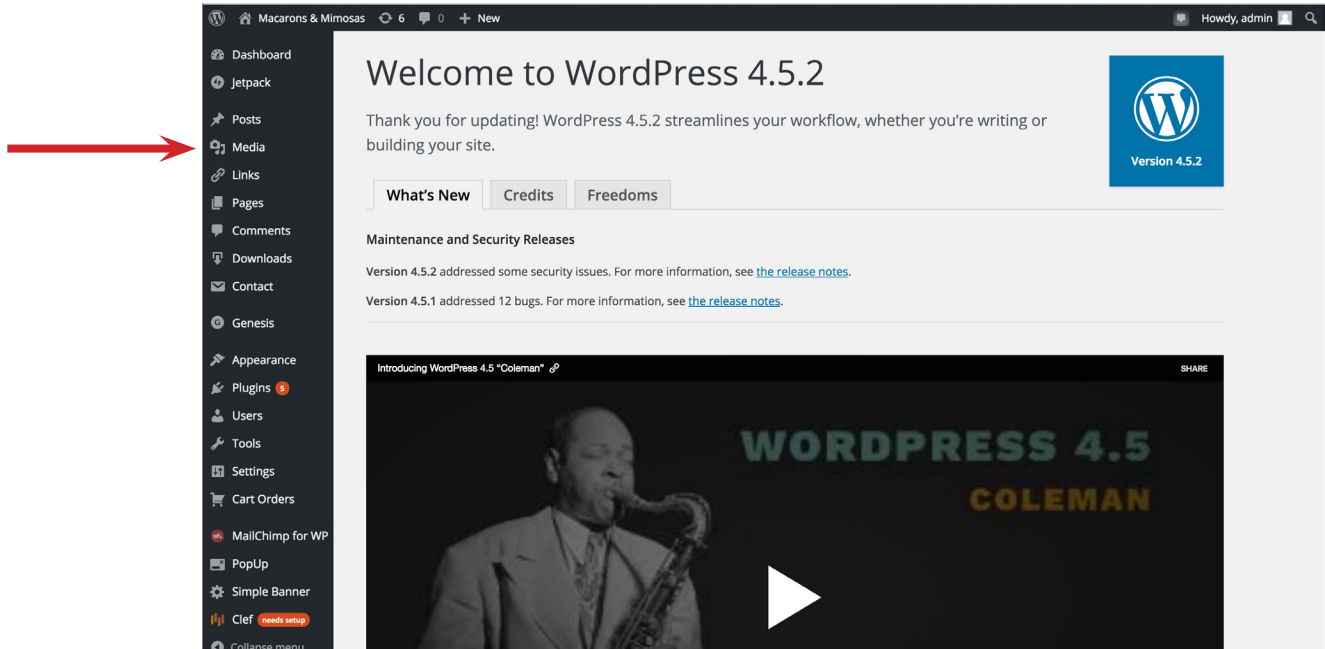 Macarons & Mimosas 6 0 + New Howdy, admin
Dashboard
Jetpack
Posts
Media
Links
Pages
Comments
Downloads
Contact
Genesis
Appearance
Plugins 5
Users
Tools
Settings
Cart Orders
MailChimp for WP
PopUp
Simple Banner
Clef needs setup
Collapse menu
Welcome to WordPress 4.5.2
Thank you for updating! WordPress 4.5.2 streamlines your workflow, whether you’re writing or
building your site.
Version 4.5.2
What’s New Credits Freedoms
Maintenance and Security Releases
Version 4.5.2 addressed some security issues. For more information, see the release notes.
Version 4.5.1 addressed 12 bugs. For more information, see the release notes.
Introducing WordPress 4.5 “Coleman” SHARE
WORDPRESS 4.5
COLEMAN